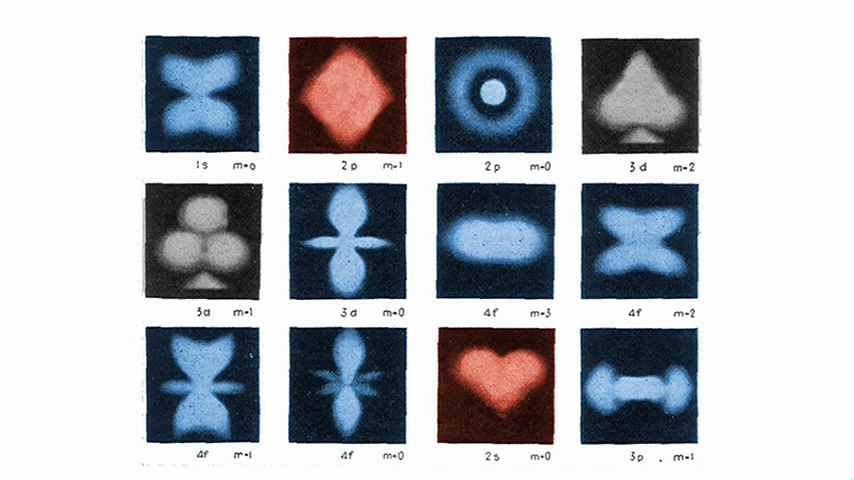 1s m=0 2p m=1 2p m=0 3d m=2
3a m=1 3d m=0 4f m=3 4f m=2
4f m=1 4f m=0 2s m=0 3p m=1